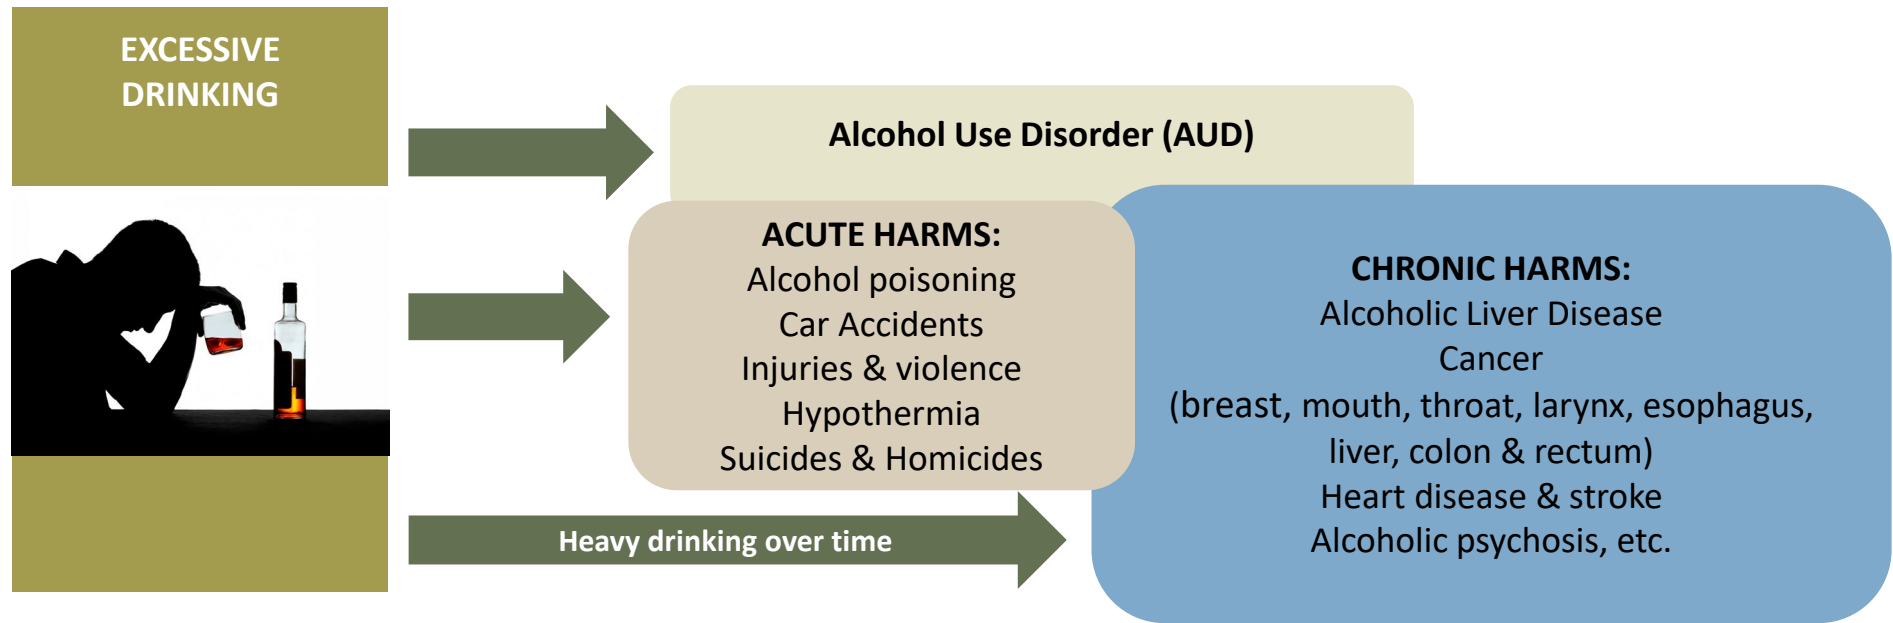 EXCESSIVE
DRINKING
Alcohol Use Disorder (AUD)
ACUTE HARMS:
Alcohol poisoning
Car Accidents
Injuries & violence
Hypothermia
Suicides & Homicides
CHRONIC HARMS:
Alcoholic Liver Disease
Cancer
(breast, mouth, throat, larynx, esophagus,
liver, colon & rectum)
Heart disease & stroke
Alcoholic psychosis, etc.
Heavy drinking over time